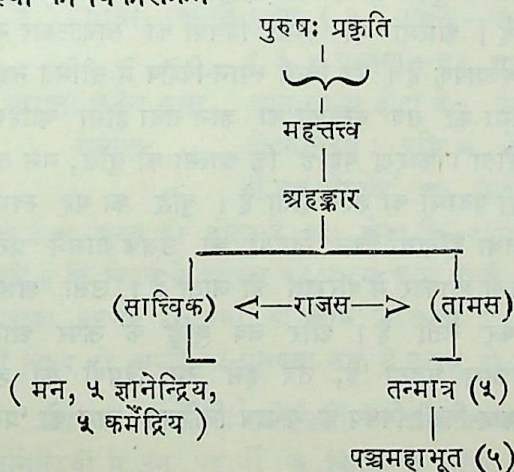 पुरुषः प्रकृति
महत्तत्त्व
अहङ्कार
(सात्त्विक) <—राजस—> (तामस)
( मन, ५ ज्ञानेन्द्रिय, तन्मात्र (५)
५ कर्मेंद्रिय )
पञ्चमहाभूत (५)